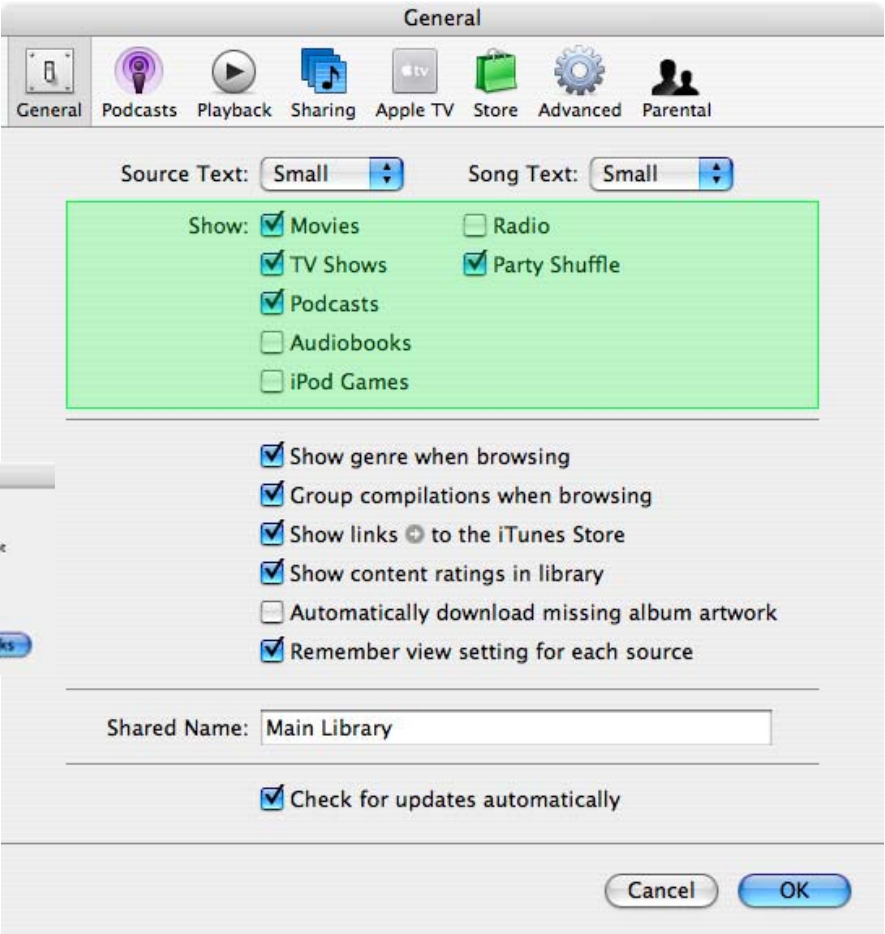 General
General Podcasts Playback Sharing Apple TV Store Advanced Parental
Source Text: Small Song Text: Small
Show: Movies Radio
TV Shows Party Shuffle
Podcasts
Audiobooks
iPod Games
Show genre when browsing
Group compilations when browsing
Show links to the iTunes Store
Show content ratings in library
Automatically download missing album artwork
Remember view setting for each source
Shared Name: Main Library
Check for updates automatically
Cancel OK